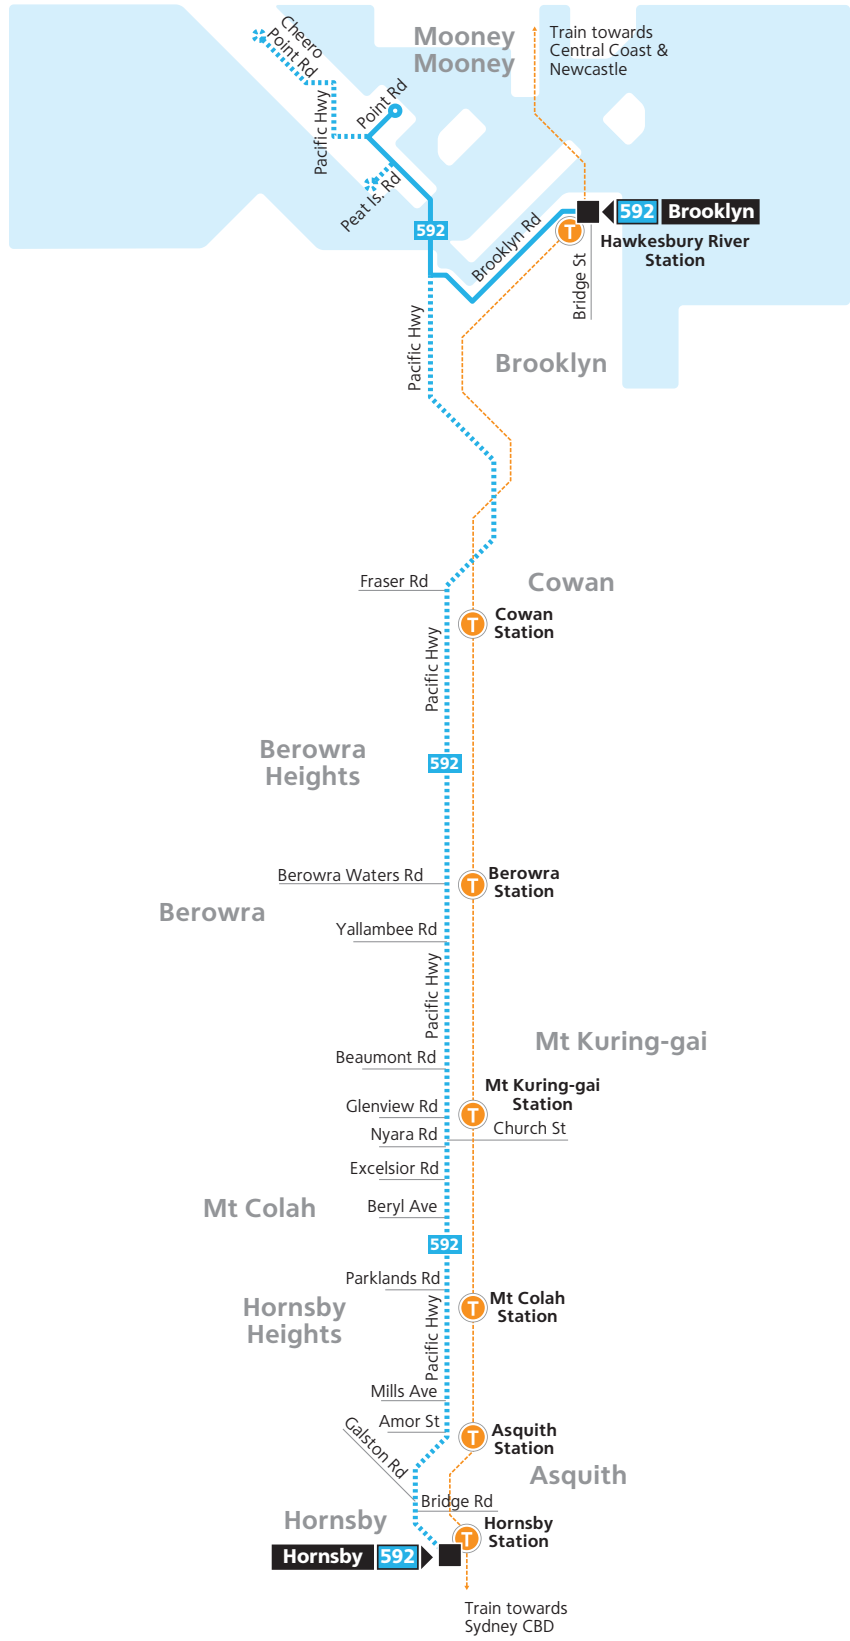 Cheero
Point Rd
Mooney
Mooney
Train towards
Central Coast &
Newcastle
Pacific Hwy
Point Rd
Peat Is. Rd
592
Brooklyn Rd
592 Brooklyn
Hawkesbury River
Station
Bridge St
Pacific Hwy
Brooklyn
Fraser Rd
Cowan
T
Cowan
Station
Pacific Hwy
Berowra
Heights
592
Berowra Waters Rd
T
Berowra
Station
Berowra
Yallambee Rd
Pacific Hwy
Mt Kuring-gai
Beaumont Rd
Mt Kuring-gai
Station
Glenview Rd
T
Church St
Nyara Rd
Excelsior Rd
Mt Colah
Beryl Ave
592
Parklands Rd
T
Mt Colah
Station
Hornsby
Heights
Pacific Hwy
Mills Ave
Amor St
T
Asquith
Station
Galston Rd
Asquith
Bridge Rd
Hornsby
T
Hornsby
Station
Hornsby 592
Train towards
Sydney CBD
T